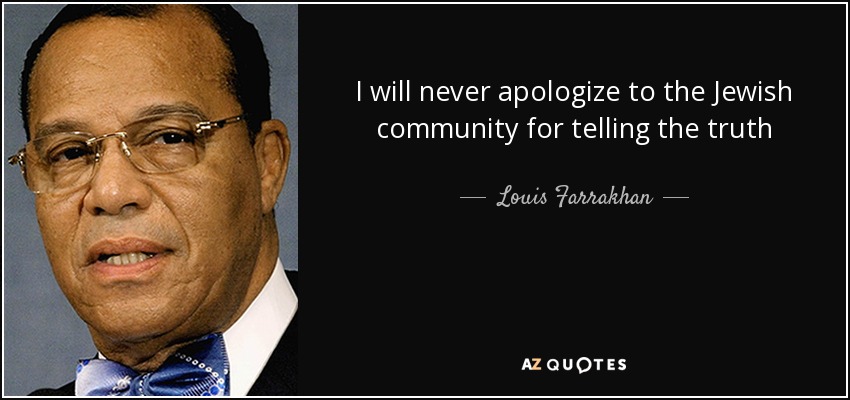 I will never apologize to the Jewish
community for telling the truth
Louis Farrakhan
AZ QUOTES